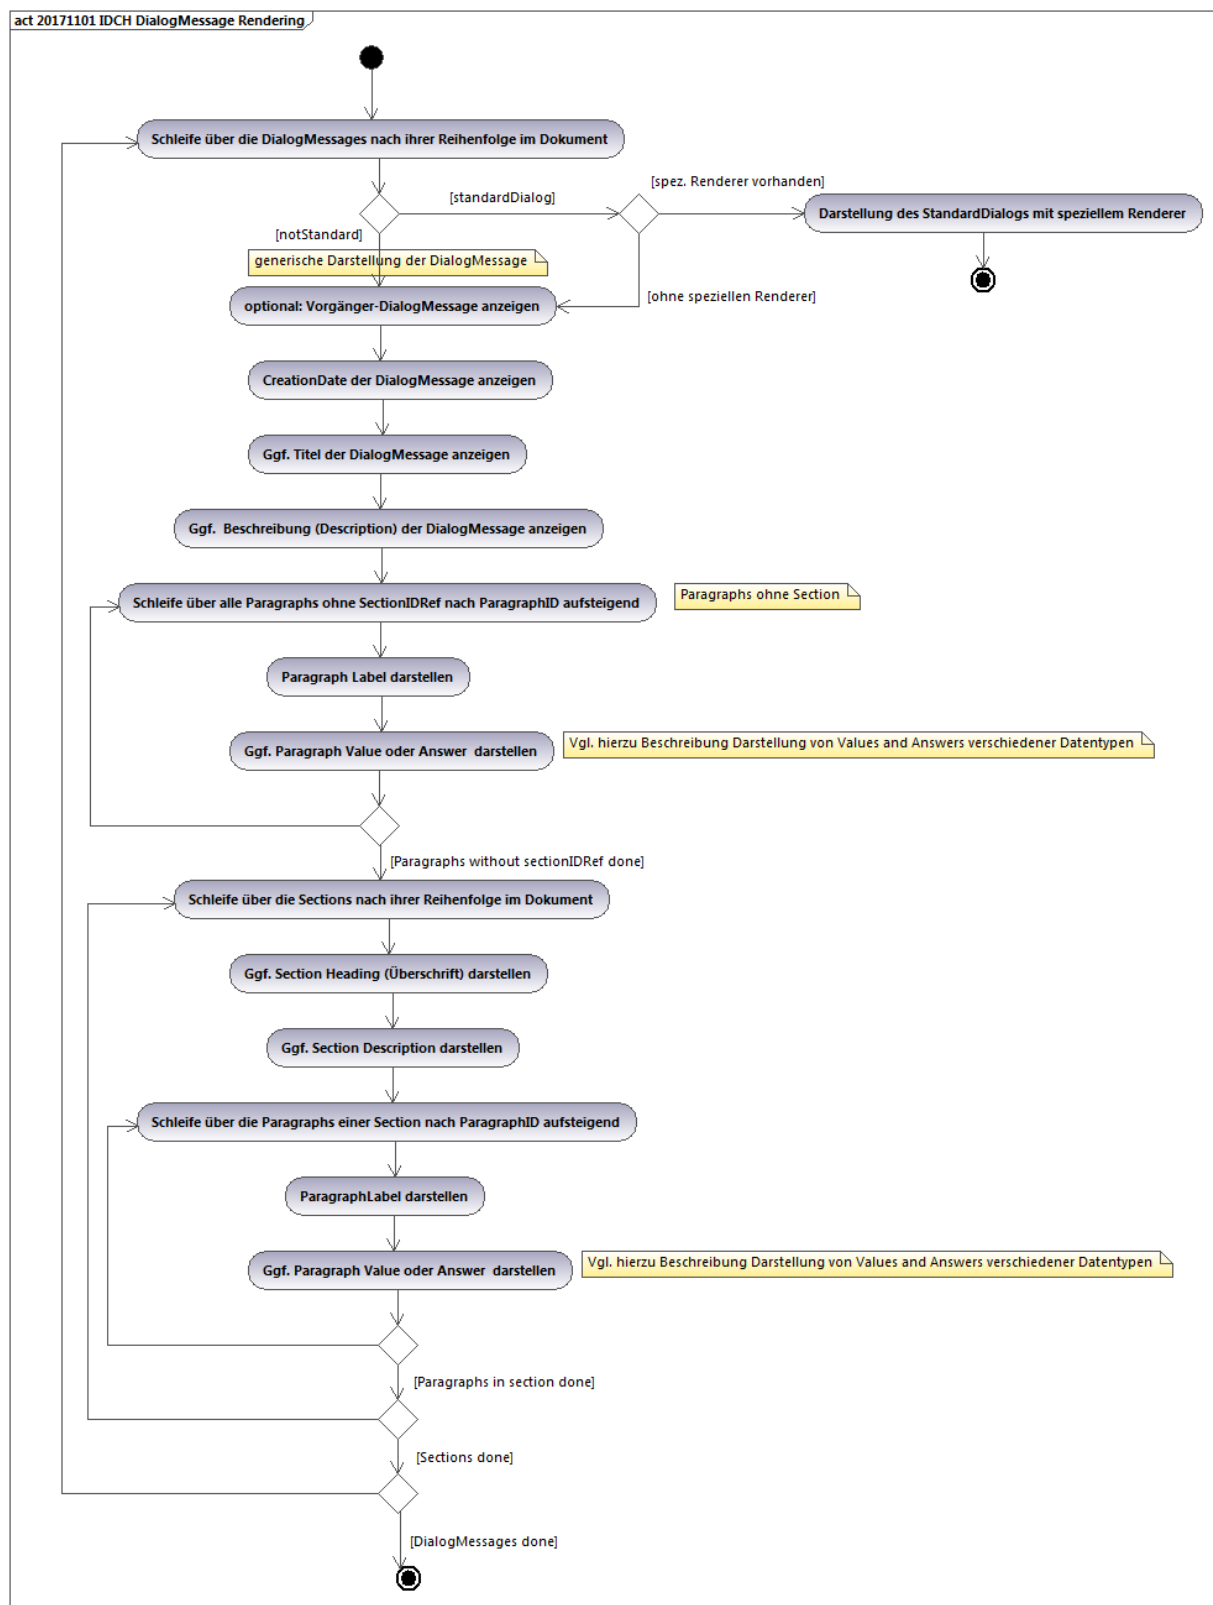 act 20171101 IDCH DialogMessage Rendering
Schleife über die DialogMessages nach ihrer Reihenfolge im Dokument
[spez. Renderer vorhanden]
[standardDialog]
Darstellung des StandardDialogs mit speziellem Renderer
[notStandard]
generische Darstellung der DialogMessage
[ohne speziellen Renderer]
optional: Vorgänger-DialogMessage anzeigen
CreationDate der DialogMessage anzeigen
Ggf. Titel der DialogMessage anzeigen
Ggf.  Beschreibung (Description) der DialogMessage anzeigen
Schleife über alle Paragraphs ohne SectionIDRef nach ParagraphID aufsteigend
Paragraphs ohne Section
Paragraph Label darstellen
Ggf. Paragraph Value oder Answer  darstellen
Vgl. hierzu Beschreibung Darstellung von Values and Answers verschiedener Datentypen
[Paragraphs without sectionIDRef done]
Schleife über die Sections nach ihrer Reihenfolge im Dokument
Ggf. Section Heading (Überschrift) darstellen
Ggf. Section Description darstellen
Schleife über die Paragraphs einer Section nach ParagraphID aufsteigend
ParagraphLabel darstellen
Ggf. Paragraph Value oder Answer  darstellen
Vgl. hierzu Beschreibung Darstellung von Values and Answers verschiedener Datentypen
[Paragraphs in section done]
[Sections done]
[DialogMessages done]